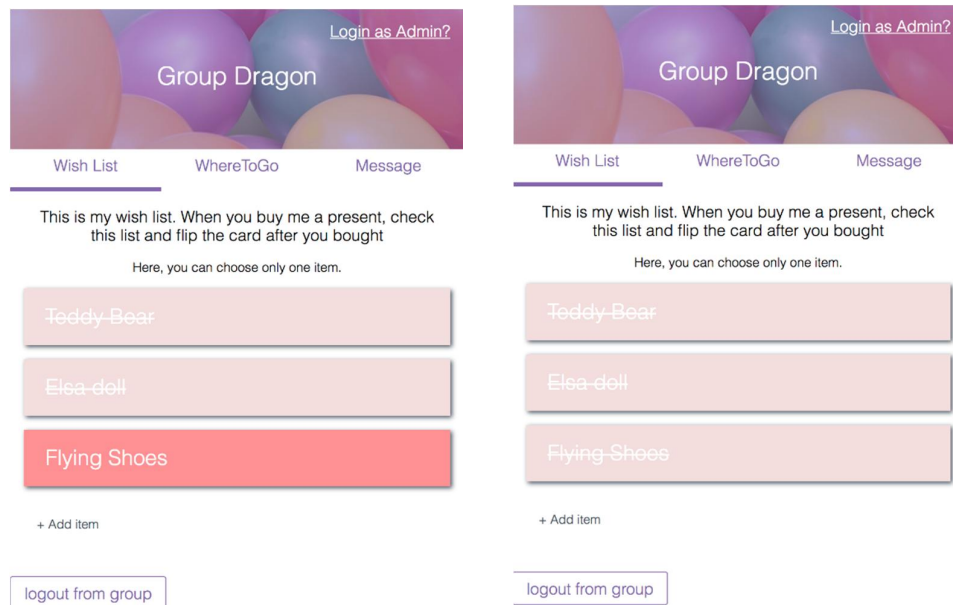 Login as Admin?
Group Dragon
Wish List WhereToGo Message
This is my wish list. When you buy me a present, check
this list and flip the card after you bought
Here, you can choose only one item.
Teddy Bear
Elsa doll
Flying Shoes
+ Add item
logout from group
Login as Admin?
Group Dragon
Wish List WhereToGo Message
This is my wish list. When you buy me a present, check
this list and flip the card after you bought
Here, you can choose only one item.
Teddy Bear
Elsa doll
Flying Shoes
+ Add item
logout from group